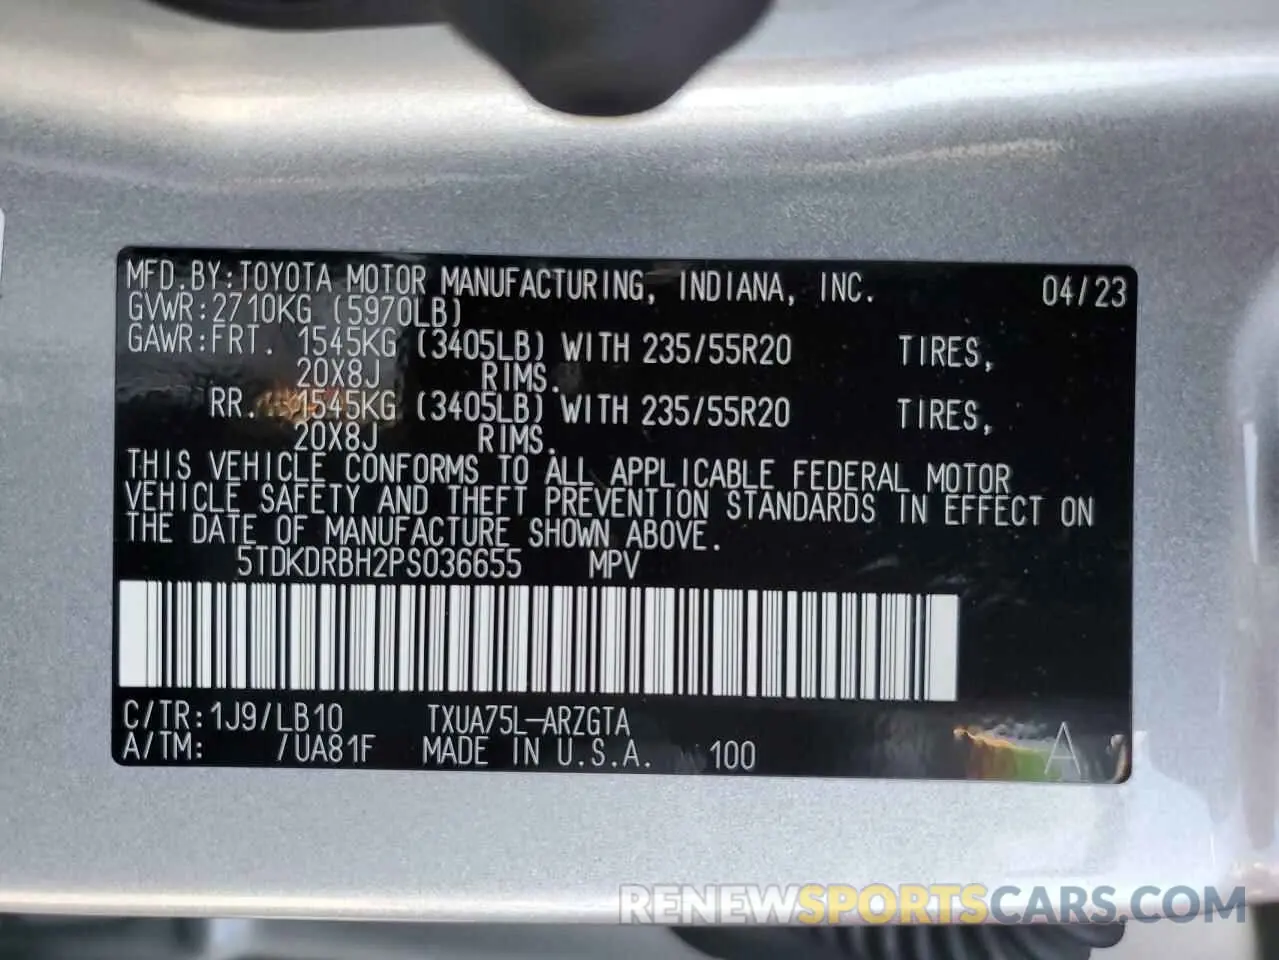 MFD.BY:TOYOTA MOTOR MANUFACTURING, INDIANA, INC. 04/23
GVWR:2710KG (5970LB)
GAWR:FRT. 1545KG (3405LB) WITH 235/55R20 TIRES,
20X8J RIMS.
RR. 1545KG (3405LB) WITH 235/55R20 TIRES,
20X8J RIMS.
THIS VEHICLE CONFORMS TO ALL APPLICABLE FEDERAL MOTOR
VEHICLE SAFETY AND THEFT PREVENTION STANDARDS IN EFFECT ON
THE DATE OF MANUFACTURE SHOWN ABOVE.
5TDKDRBH2PS036655 MPV
C/TR:1J9/LB10 TXUA75L-ARZGTA
A/TM: /UA81F MADE IN U.S.A. 100 A
RENEWSPORTSCARS.COM